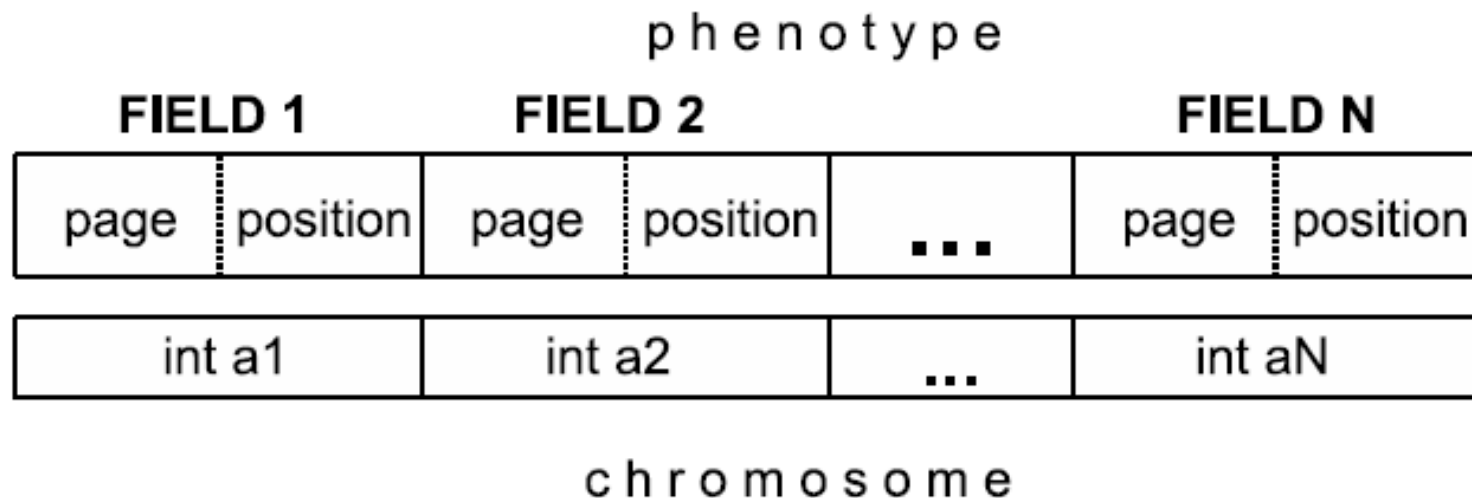 phenotype
FIELD 1 FIELD 2 FIELD N
page position page position ... page position
int a1 int a2 ... int aN
chromosome